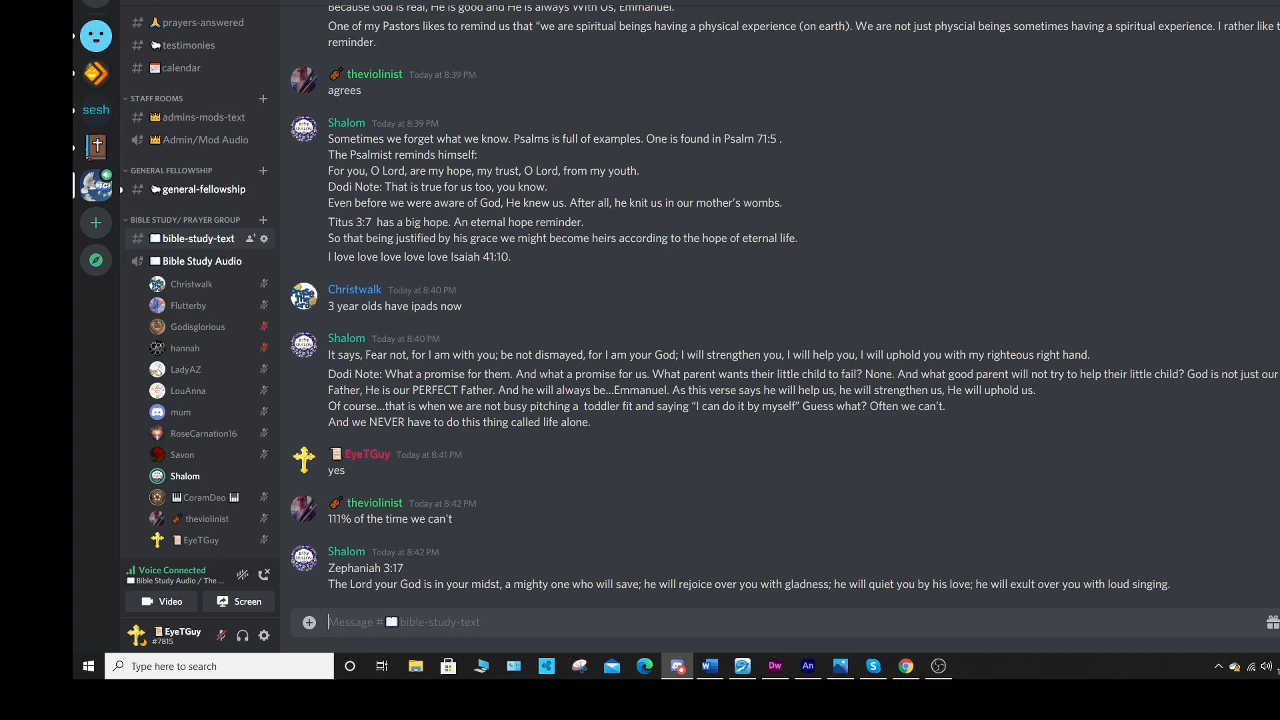 prayers-answered
testimonies
calendar
STAFF ROOMS
admins-mods-text
Admin/Mod Audio
GENERAL FELLOWSHIP
general-fellowship
BIBLE STUDY/ PRAYER GROUP
bible-study-text
Bible Study Audio
Christwalk
Flutterby
Godisglorious
hannah
LadyAZ
LouAnna
mum
RoseCarnation16
Savon
Shalom
CoramDeo
theviolinist
EyeTGuy
Voice Connected
Bible Study Audio / The ...
Video
Screen
EyeTGuy
#7815
sesh
Because God is real, He is good and He is always With Us, Emmanuel.
One of my Pastors likes to remind us that “we are spiritual beings having a physical experience (on earth). We are not just physcial beings sometimes having a spiritual experience. I rather like t
reminder.
theviolinist Today at 8:39 PM
agrees
Shalom Today at 8:39 PM
Sometimes we forget what we know. Psalms is full of examples. One is found in Psalm 71:5 .
The Psalmist reminds himself:
For you, O Lord, are my hope, my trust, O Lord, from my youth.
Dodi Note: That is true for us too, you know.
Even before we were aware of God, He knew us. After all, he knit us in our mother’s wombs.
Titus 3:7 has a big hope. An eternal hope reminder.
So that being justified by his grace we might become heirs according to the hope of eternal life.
I love love love love love Isaiah 41:10.
Christwalk Today at 8:40 PM
3 year olds have ipads now
Shalom Today at 8:40 PM
It says, Fear not, for I am with you; be not dismayed, for I am your God; I will strengthen you, I will help you, I will uphold you with my righteous right hand.
Dodi Note: What a promise for them. And what a promise for us. What parent wants their little child to fail? None. And what good parent will not try to help their little child? God is not just our
Father, He is our PERFECT Father. And he will always be...Emmanuel. As this verse says he will help us, he will strengthen us, He will uphold us.
Of course...that is when we are not busy pitching a toddler fit and saying “I can do it by myself” Guess what? Often we can’t.
And we NEVER have to do this thing called life alone.
EyeTGuy Today at 8:41 PM
yes
theviolinist Today at 8:42 PM
111% of the time we can't
Shalom Today at 8:42 PM
Zephaniah 3:17
The Lord your God is in your midst, a mighty one who will save; he will rejoice over you with gladness; he will quiet you by his love; he will exult over you with loud singing.
Message # bible-study-text
Type here to search